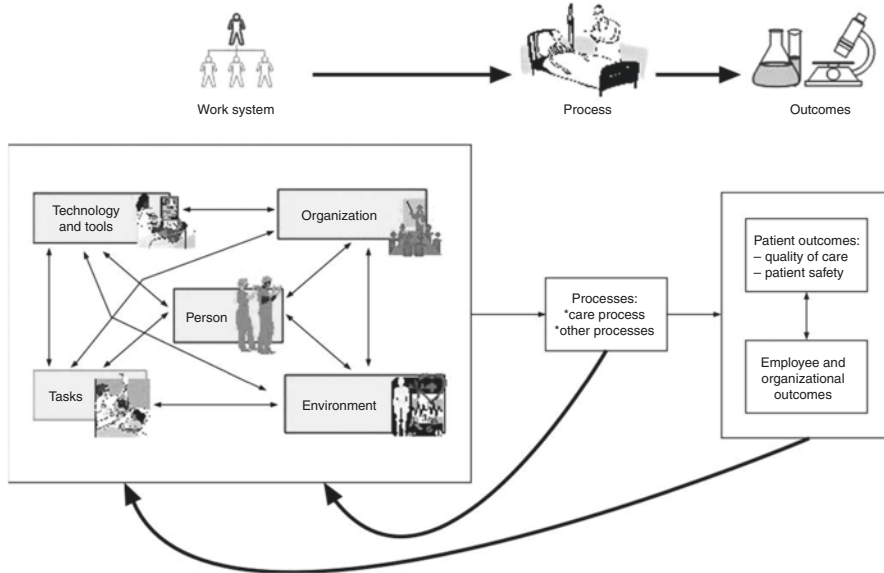 Work system
Process
Outcomes
Technology
and tools
Organization
Person
Tasks
Environment
Processes:
*care process
*other processes
Patient outcomes:
– quality of care
– patient safety
Employee and
organizational
outcomes